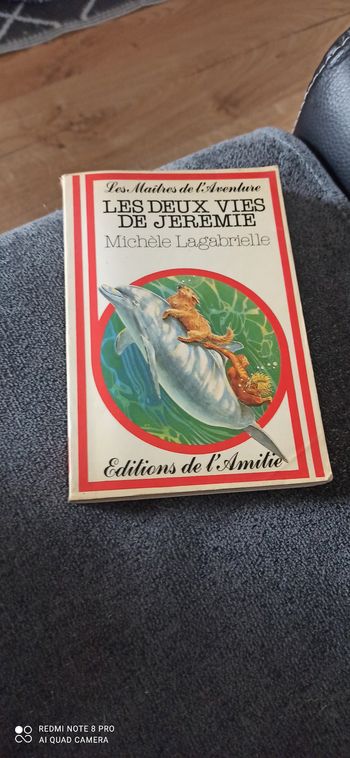 Les Maîtres de l'Aventure
LES DEUX VIES
DE JEREMIE
Michèle Lagabrielle
Editions de l'Amitié
REDMI NOTE 8 PRO
AI QUAD CAMERA